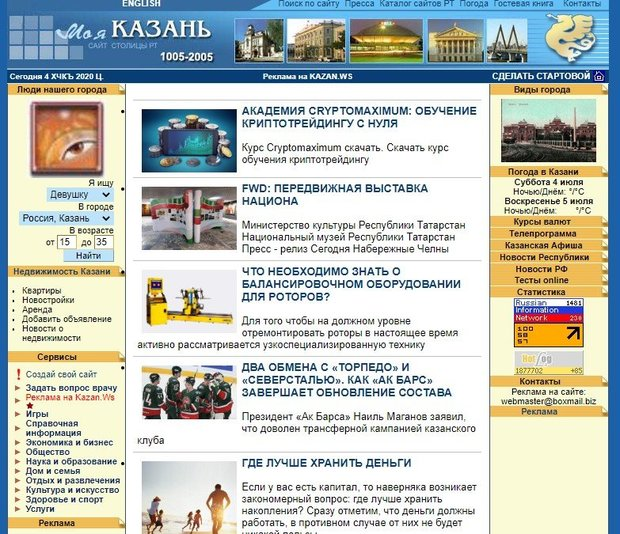 ENGLISH
Поиск по сайту Пресса Каталог сайтов РТ Погода Гостевая книга Контакты
Моя КАЗАНЬ
САЙТ СТОЛИЦЫ РТ
1005-2005
Сегодня 4 ХЧКЪ 2020 Ц.
Реклама на KAZAN.WS
СДЕЛАТЬ СТАРТОВОЙ
Люди нашего города
Я ищу
Девушку
В городе
Россия, Казань
В возрасте
от 15 до 35
Найти
Недвижимость Казани
Квартиры
Новостройки
Аренда
Добавить объявление
Новости о
недвижимости
Сервисы
Создай свой сайт
Задать вопрос врачу
Реклама на Kazan.Ws
Игры
Справочная
информация
Экономика и бизнес
Общество
Наука и образование
Дом и семья
Отдых и развлечения
Культура и искусство
Здоровье и спорт
Услуги
Реклама
АКАДЕМИЯ CRYPTOMAXIMUM: ОБУЧЕНИЕ
КРИПТОТРЕЙДИНГУ С НУЛЯ
Курс Cryptomaximum скачать. Скачать курс
обучения криптотрейдингу
FWD: ПЕРЕДВИЖНАЯ ВЫСТАВКА
НАЦИОНА
Министерство культуры Республики Татарстан
Национальный музей Республики Татарстан
Пресс - релиз Сегодня Набережные Челны
ЧТО НЕОБХОДИМО ЗНАТЬ О
БАЛАНСИРОВОЧНОМ ОБОРУДОВАНИИ
ДЛЯ РОТОРОВ?
Для того чтобы на должном уровне
отремонтировать роторы в настоящее время
активно рассматривается узкоспециализированную технику
ДВА ОБМЕНА С «ТОРПЕДО» И
«СЕВЕРСТАЛЬЮ». КАК «АК БАРС»
ЗАВЕРШАЕТ ОБНОВЛЕНИЕ СОСТАВА
Президент «Ак Барса» Наиль Маганов заявил,
что доволен трансферной кампанией казанского
клуба
ГДЕ ЛУЧШЕ ХРАНИТЬ ДЕНЬГИ
Если у вас есть капитал, то наверняка возникает
закономерный вопрос: где лучше хранить
накопления? Сразу отметим, что деньги должны
работать, в противном случае от них не будет
никакой пользы
Виды города
Погода в Казани
Суббота 4 июля
Ночью/Днём: °/°C
Воскресенье 5 июля
Ночью/Днём: °/°C
Курсы валют
Телепрограмма
Казанская Афиша
Новости Республики
Новости РФ
Тесты online
Статистика
Russian 1481
Information
Network 236
100
58
57
HotLog
1877702 +85
Контакты
Реклама на сайте:
webmaster@boxmail.biz
Реклама